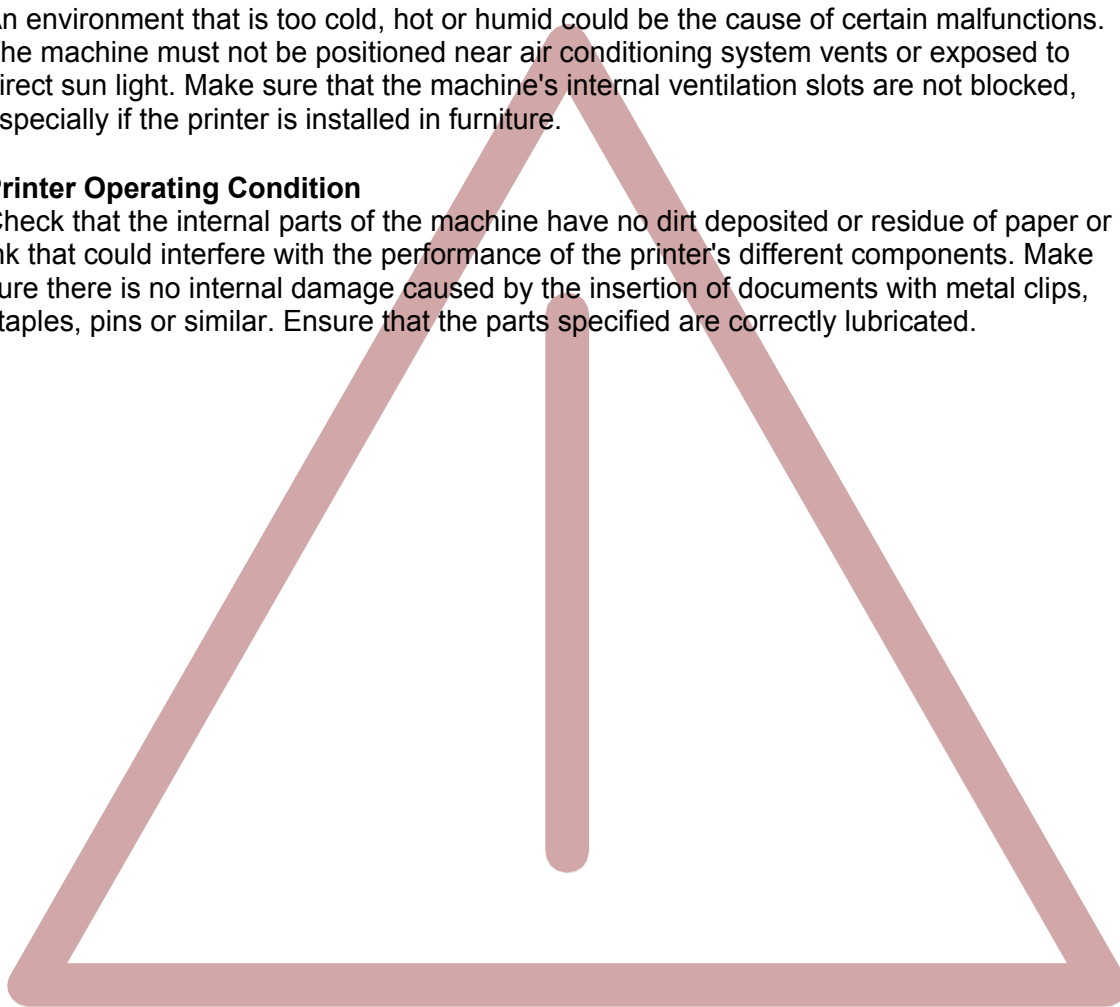 An environment that is too cold, hot or humid could be the cause of certain malfunctions.
The machine must not be positioned near air conditioning system vents or exposed to
irect sun light. Make sure that the machine's internal ventilation slots are not blocked,
specially if the printer is installed in furniture.
Printer Operating Condition
Check that the internal parts of the machine have no dirt deposited or residue of paper or
nk that could interfere with the performance of the printer's different components. Make
ure there is no internal damage caused by the insertion of documents with metal clips,
taples, pins or similar. Ensure that the parts specified are correctly lubricated.